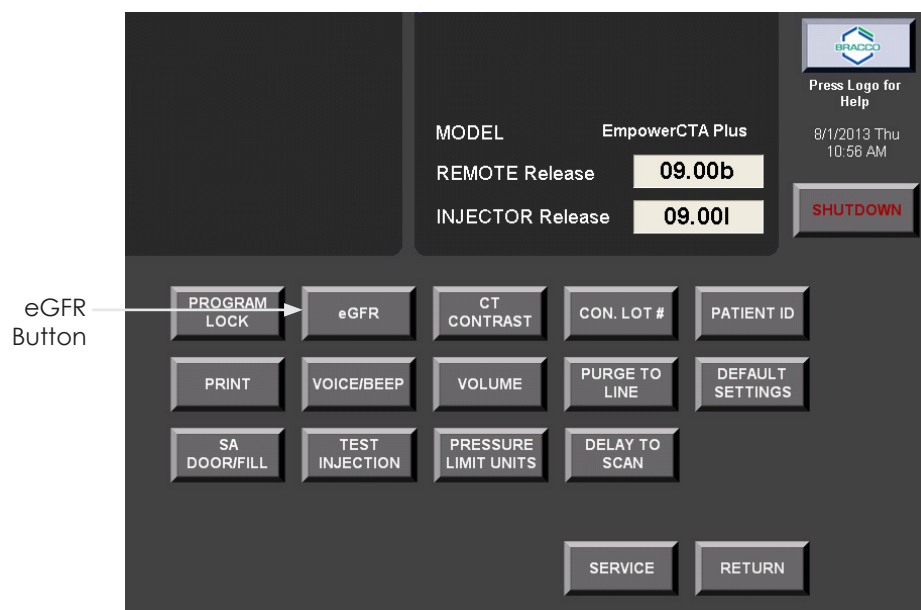 BRACCO
Press Logo for
Help
MODEL EmpowerCTA Plus
8/1/2013 Thu
10:56 AM
REMOTE Release 09.00b
INJECTOR Release 09.00l
SHUTDOWN
eGFR
Button
PROGRAM
LOCK
eGFR
CT
CONTRAST
CON. LOT #
PATIENT ID
PRINT
VOICE/BEEP
VOLUME
PURGE TO
LINE
DEFAULT
SETTINGS
SA
DOOR/FILL
TEST
INJECTION
PRESSURE
LIMIT UNITS
DELAY TO
SCAN
SERVICE
RETURN